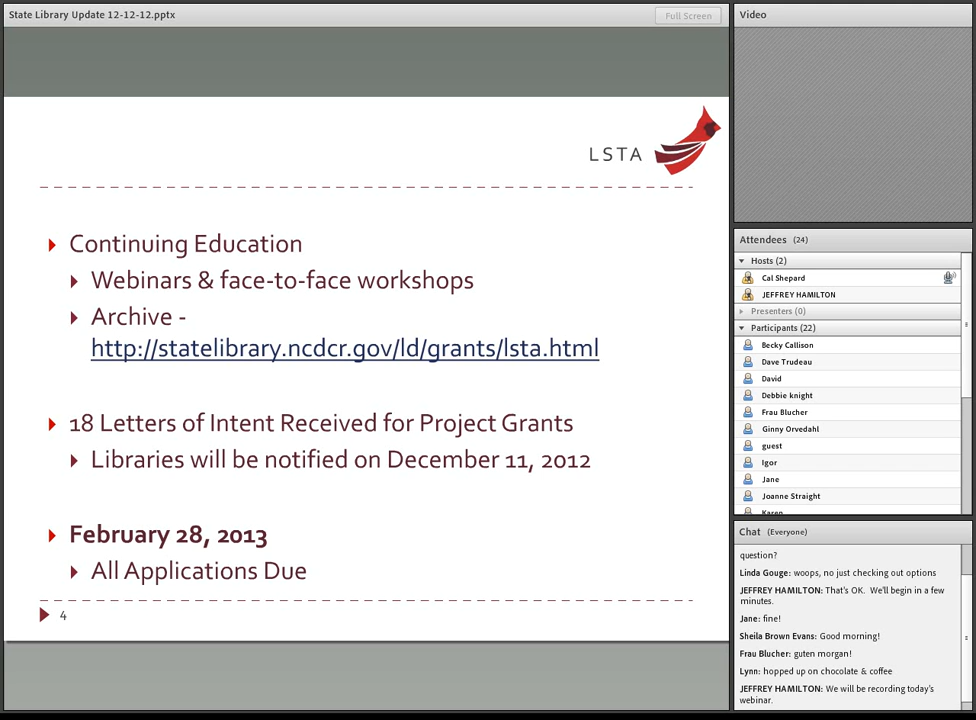 State Library Update 12-12-12.pptx
Full Screen
LSTA
Continuing Education
Webinars & face-to-face workshops
Archive -
http://statelibrary.ncdcr.gov/ld/grants/lsta.html
18 Letters of Intent Received for Project Grants
Libraries will be notified on December 11, 2012
February 28, 2013
All Applications Due
4
Video
Attendees (24)
Hosts (2)
Cal Shepard
JEFFREY HAMILTON
Presenters (0)
Participants (22)
Becky Callison
Dave Trudeau
David
Debbie knight
Frau Blucher
Ginny Orvedahl
guest
Igor
Jane
Joanne Straight
Karen
Chat (Everyone)
question?
Linda Gouge: woops, no just checking out options
JEFFREY HAMILTON: That's OK. We'll begin in a few
minutes.
Jane: fine!
Sheila Brown Evans: Good morning!
Frau Blucher: guten morgan!
Lynn: hopped up on chocolate & coffee
JEFFREY HAMILTON: We will be recording today's
webinar.